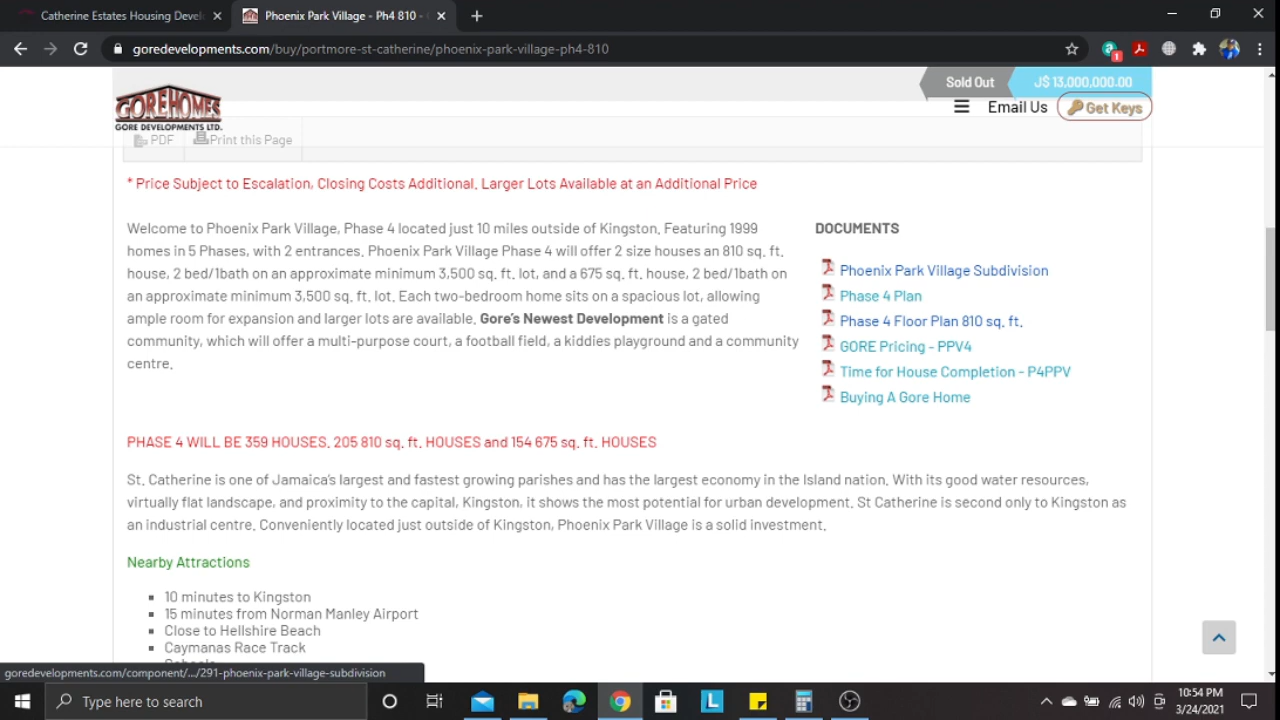 Catherine Estates Housing Devel
Phoenix Park Village - Ph4 810 -
goredevelopments.com/buy/portmore-st-catherine/phoenix-park-village-ph4-810
1
Sold Out J$ 13,000,000.00
GOREHOMES
GORE DEVELOPMENTS LTD.
Email Us
Get Keys
PDF
Print this Page
* Price Subject to Escalation, Closing Costs Additional. Larger Lots Available at an Additional Price
Welcome to Phoenix Park Village, Phase 4 located just 10 miles outside of Kingston. Featuring 1999
homes in 5 Phases, with 2 entrances. Phoenix Park Village Phase 4 will offer 2 size houses an 810 sq. ft.
house, 2 bed/1bath on an approximate minimum 3,500 sq. ft. lot, and a 675 sq. ft. house, 2 bed/1bath on
an approximate minimum 3,500 sq. ft. lot. Each two-bedroom home sits on a spacious lot, allowing
ample room for expansion and larger lots are available. Gore's Newest Development is a gated
community, which will offer a multi-purpose court, a football field, a kiddies playground and a community
centre.
DOCUMENTS
Phoenix Park Village Subdivision
Phase 4 Plan
Phase 4 Floor Plan 810 sq. ft.
GORE Pricing - PPV4
Time for House Completion - P4PPV
Buying A Gore Home
PHASE 4 WILL BE 359 HOUSES. 205 810 sq. ft. HOUSES and 154 675 sq. ft. HOUSES
St. Catherine is one of Jamaica's largest and fastest growing parishes and has the largest economy in the Island nation. With its good water resources,
virtually flat landscape, and proximity to the capital, Kingston, it shows the most potential for urban development. St Catherine is second only to Kingston as
an industrial centre. Conveniently located just outside of Kingston, Phoenix Park Village is a solid investment.
Nearby Attractions
10 minutes to Kingston
15 minutes from Norman Manley Airport
Close to Hellshire Beach
Caymanas Race Track
Schools
goredevelopments.com/component/.../291-phoenix-park-village-subdivision
Type here to search
L
10:54 PM
3/24/2021